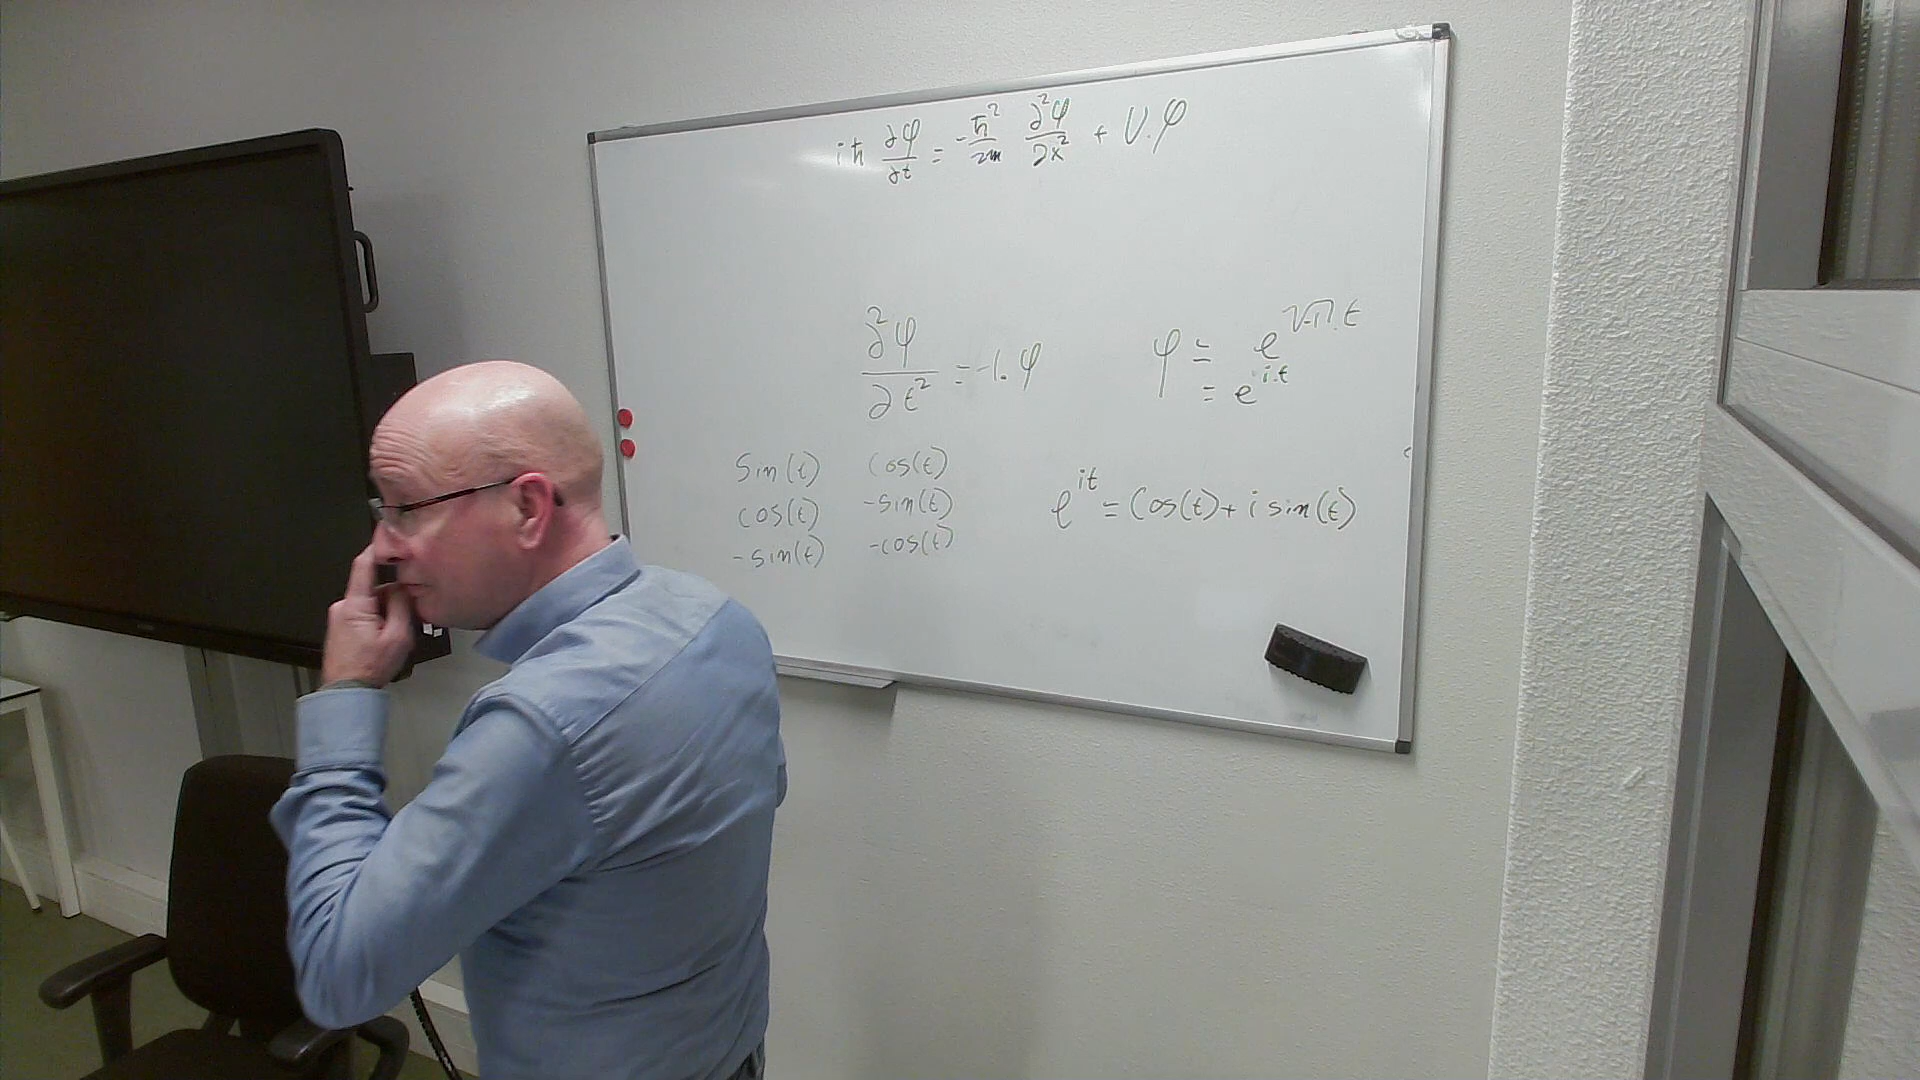 iħ ∂φ/∂t = -ħ²/2m ∂²φ/∂x² + V.φ
∂²φ/∂t² = -1.φ
φ = e^(√-1.t)
= e^(i.t)
sin(t) cos(t)
cos(t) -sin(t)
-sin(t) -cos(t)
e^(it) = cos(t) + i sin(t)